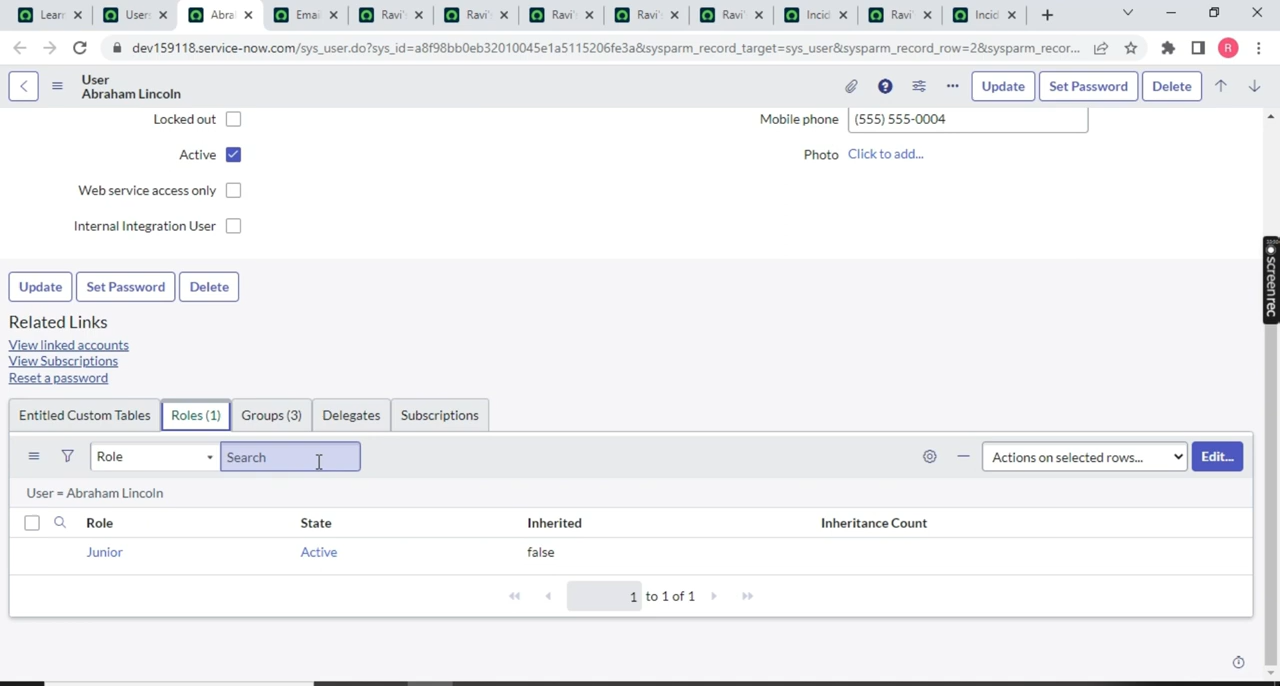 Learn User: Abra Emai Ravi' Ravi' Ravi' Ravi' Ravi' Incid Ravi' Incid
dev159118.service-now.com/sys_user.do?sys_id=a8f98bb0eb32010045e1a5115206fe3a&sysparm_record_target=sys_user&sysparm_record_row=2&sysparm_recor... R
User
Abraham Lincoln
Update Set Password Delete
Locked out
Mobile phone (555) 555-0004
Active
Photo Click to add...
Web service access only
Internal Integration User
screenrec
Update Set Password Delete
Related Links
View linked accounts
View Subscriptions
Reset a password
Entitled Custom Tables Roles (1) Groups (3) Delegates Subscriptions
Role Search Actions on selected rows... Edit...
User = Abraham Lincoln
Role State Inherited Inheritance Count
Junior Active false
1 to 1 of 1